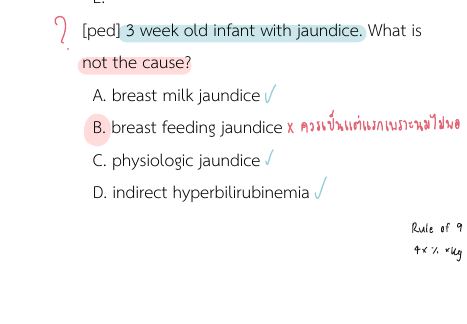 ? [ped] 3 week old infant with jaundice. What is
not the cause?
A. breast milk jaundice ✓
B. breast feeding jaundice x ควรเป็นแต่แรกเพราะนมไม่พอ
C. physiologic jaundice ✓
D. indirect hyperbilirubinemia ✓
Rule of 9
4 x % x kg